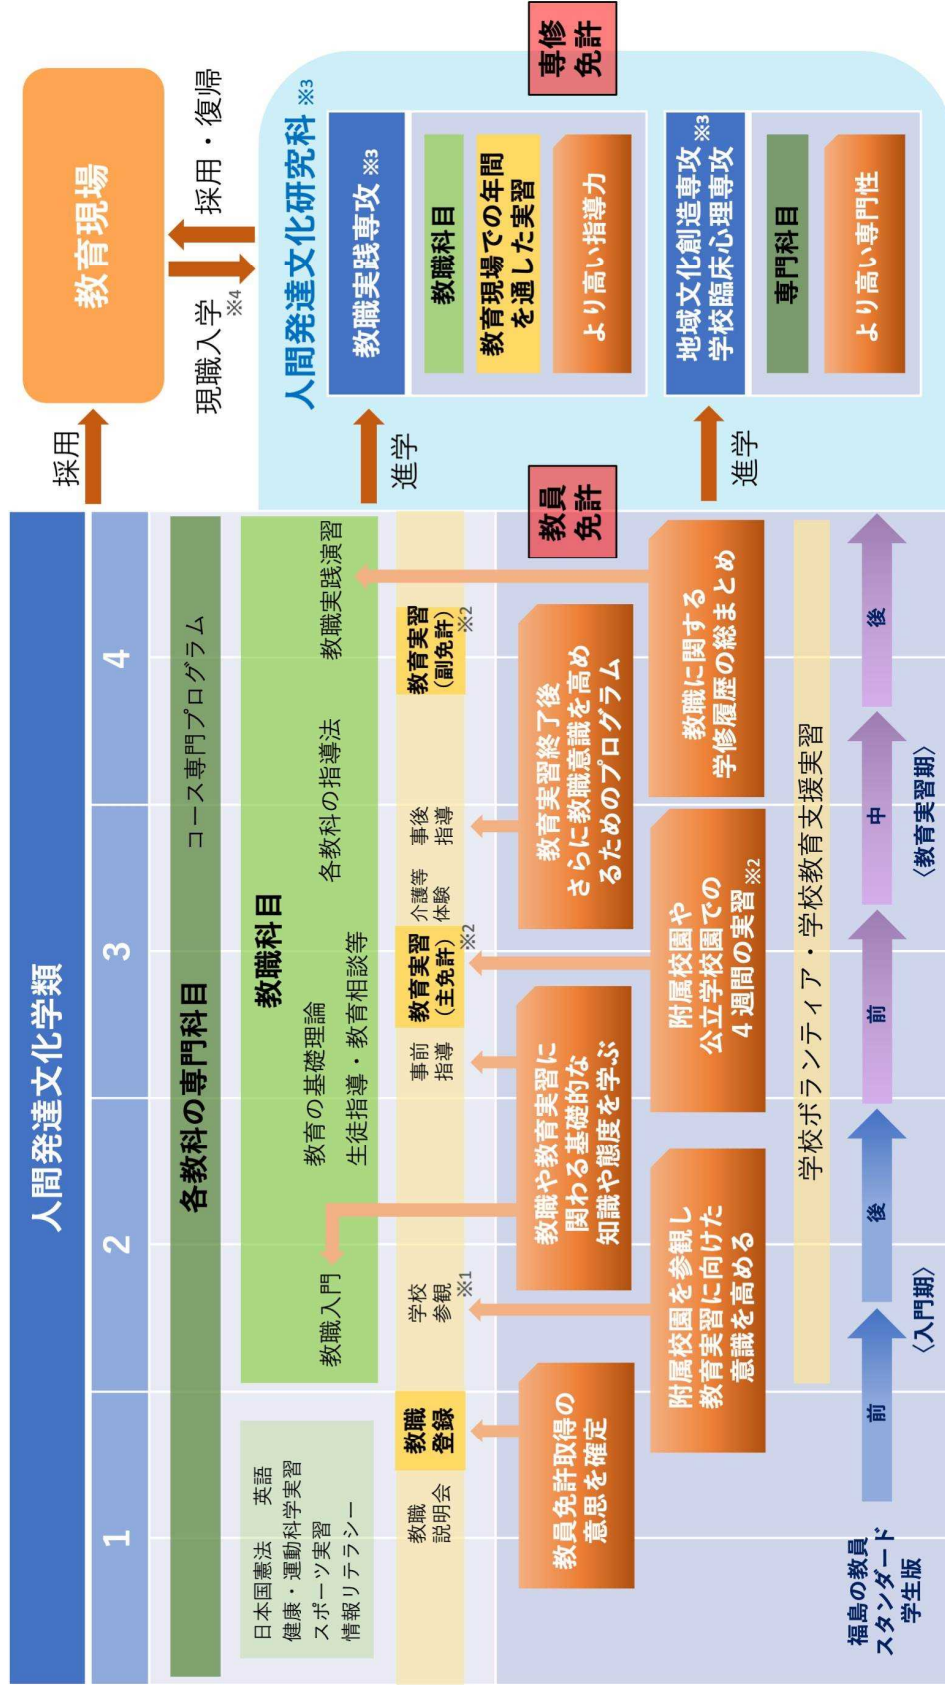 人間発達文化学類
1
2
3
4
各教科の専門科目
コース専門プログラム
日本国憲法　英語
健康・運動科学実習
スポーツ実習
情報リテラシー
教職科目
教職入門
教育の基礎理論
生徒指導・教育相談等
各教科の指導法
教職実践演習
教職
説明会
教職
登録
学校
参観
※1
事前
指導
教育実習
（主免許）
※2
介護等
体験
事後
指導
教育実習
（副免許）
※2
教員免許取得の
意思を確定
教職や教育実習に
関わる基礎的な
知識や態度を学ぶ
教育実習終了後
さらに教職意識を高め
るためのプログラム
附属校園を参観し
教育実習に向けた
意識を高める
附属校園や
公立学校園での
4週間の実習※2
教職に関する
学修履歴の総まとめ
学校ボランティア・学校教育支援実習
福島の教員
スタンダード
学生版
前
後
前
中
後
〈入門期〉
〈教育実習期〉
採用
教育現場
現職入学
※4
採用・復帰
人間発達文化研究科※3
進学
教職実践専攻※3
教職科目
教育現場での年間
を通した実習
より高い指導力
教員
免許
専修
免許
進学
地域文化創造専攻
学校臨床心理専攻※3
専門科目
より高い専門性